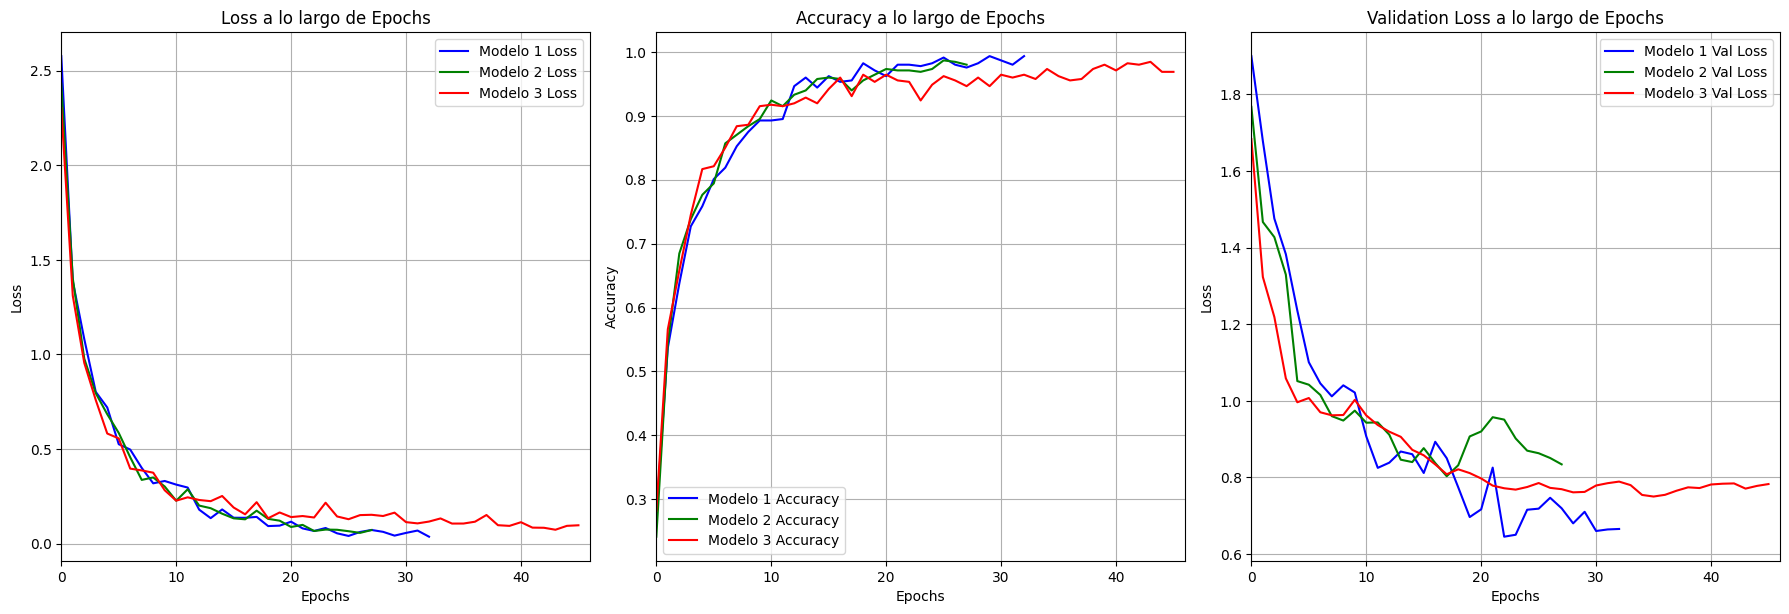 Loss a lo largo de Epochs
Loss
2.5
2.0
1.5
1.0
0.5
0.0
0
10
20
30
40
Epochs
Modelo 1 Loss
Modelo 2 Loss
Modelo 3 Loss
Accuracy a lo largo de Epochs
Accuracy
1.0
0.9
0.8
0.7
0.6
0.5
0.4
0.3
0
10
20
30
40
Epochs
Modelo 1 Accuracy
Modelo 2 Accuracy
Modelo 3 Accuracy
Validation Loss a lo largo de Epochs
Loss
1.8
1.6
1.4
1.2
1.0
0.8
0.6
0
10
20
30
40
Epochs
Modelo 1 Val Loss
Modelo 2 Val Loss
Modelo 3 Val Loss